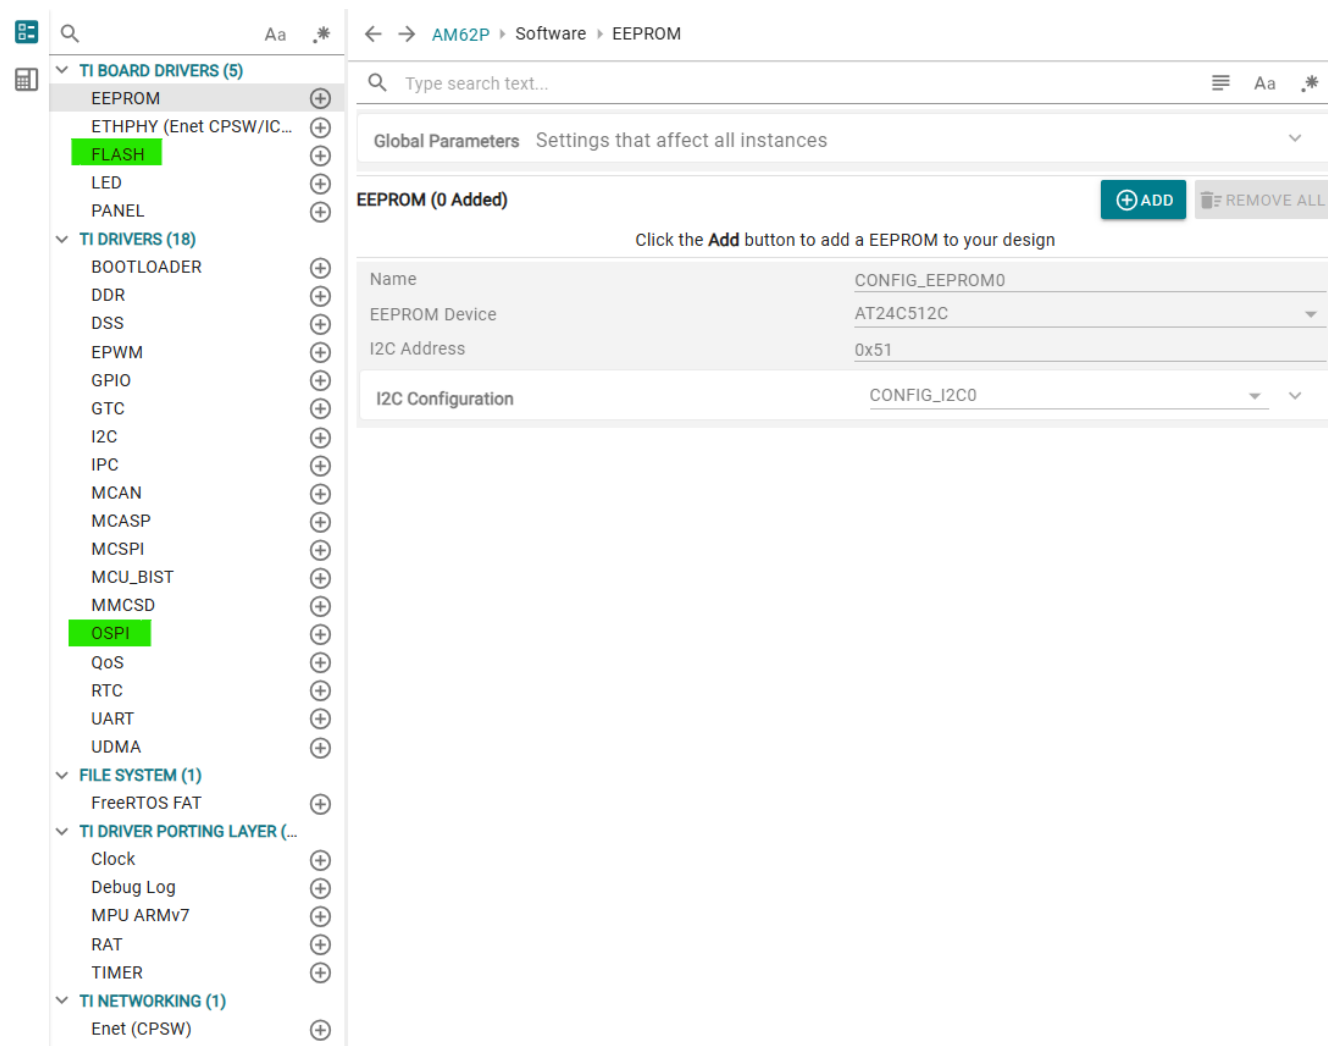 Aa .*
TI BOARD DRIVERS (5)
EEPROM
ETHPHY (Enet CPSW/IC...
FLASH
LED
PANEL
TI DRIVERS (18)
BOOTLOADER
DDR
DSS
EPWM
GPIO
GTC
I2C
IPC
MCAN
MCASP
MCSPI
MCU_BIST
MMCSD
OSPI
QoS
RTC
UART
UDMA
FILE SYSTEM (1)
FreeRTOS FAT
TI DRIVER PORTING LAYER (...
Clock
Debug Log
MPU ARMv7
RAT
TIMER
TI NETWORKING (1)
Enet (CPSW)
AM62P Software EEPROM
Type search text... Aa .*
Global Parameters Settings that affect all instances
EEPROM (0 Added) ADD REMOVE ALL
Click the Add button to add a EEPROM to your design
Name CONFIG_EEPROM0
EEPROM Device AT24C512C
I2C Address 0x51
I2C Configuration CONFIG_I2C0